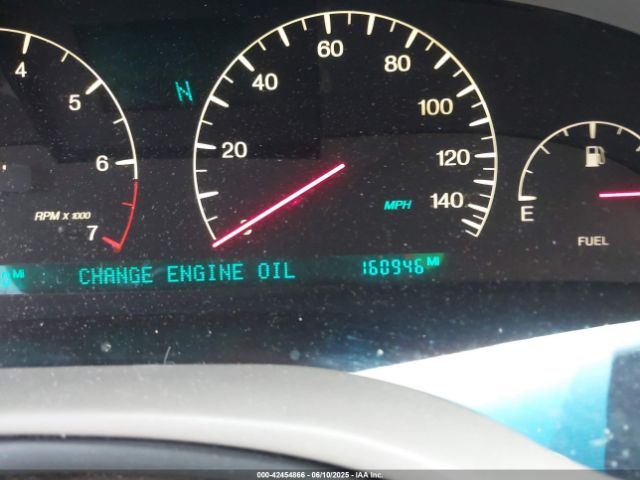 4
5
6
7
RPM x 1000
N
20
40
60
80
100
120
140
MPH
E
FUEL
MI
CHANGE ENGINE OIL
160946 MI
000-42454866 - 06/10/2025 - IAA Inc.